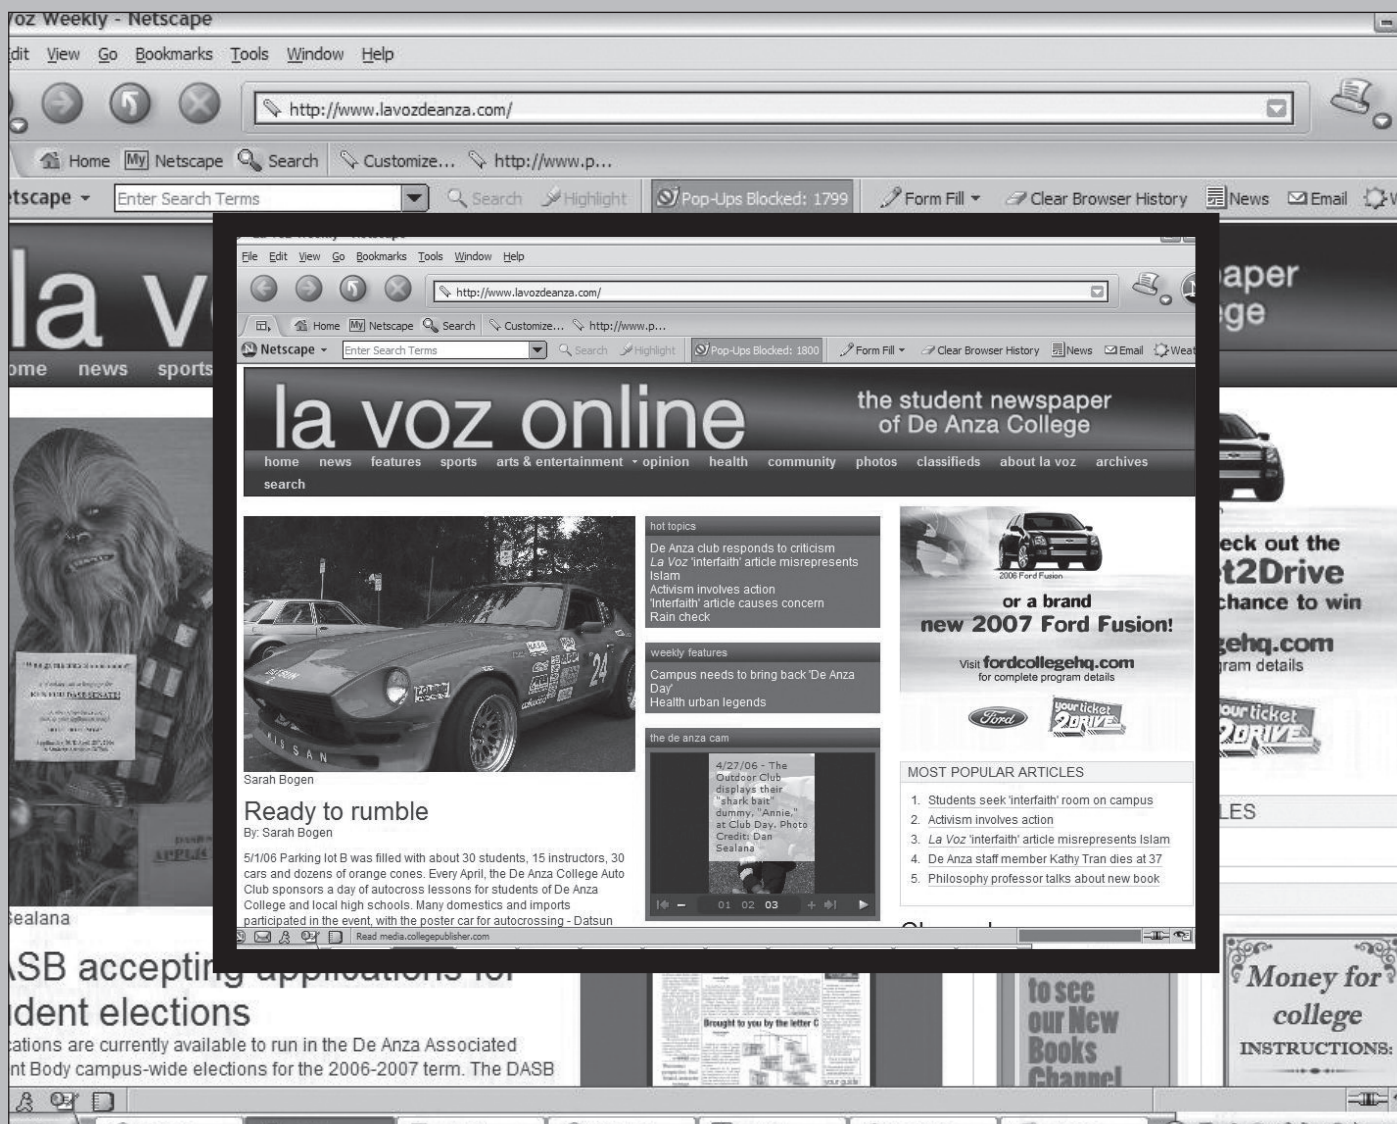 oz Weekly - Netscape
dit View Go Bookmarks Tools Window Help
http://www.lavozdeanza.com/
Home My Netscape Search Customize... http://www.p...
etscape Enter Search Terms Search Highlight Pop-Ups Blocked: 1799 Form Fill Clear Browser History News Email
la v
ome news sports
aper
ge
File Edit View Go Bookmarks Tools Window Help
http://www.lavozdeanza.com/
Home My Netscape Search Customize... http://www.p...
Netscape Enter Search Terms Search Highlight Pop-Ups Blocked: 1800 Form Fill Clear Browser History News Email Weat
la voz online
the student newspaper
of De Anza College
home news features sports arts & entertainment opinion health community photos classifieds about la voz archives
search
24
DATSUN
NISSAN
Sarah Bogen
Ready to rumble
By: Sarah Bogen
5/1/06 Parking lot B was filled with about 30 students, 15 instructors, 30
cars and dozens of orange cones. Every April, the De Anza College Auto
Club sponsors a day of autocross lessons for students of De Anza
College and local high schools. Many domestics and imports
participated in the event, with the poster car for autocrossing - Datsun
hot topics
De Anza club responds to criticism
La Voz 'interfaith' article misrepresents
Islam
Activism involves action
'Interfaith' article causes concern
Rain check
weekly features
Campus needs to bring back 'De Anza
Day'
Health urban legends
the de anza cam
4/27/06 - The
Outdoor Club
displays their
"shark bait"
dummy, "Annie,"
at Club Day. Photo
Credit: Dan
Sealana
01 02 03
2006 Ford Fusion
or a brand
new 2007 Ford Fusion!
Visit fordcollegehq.com
for complete program details
Ford
your ticket
2DRIVE
MOST POPULAR ARTICLES
1. Students seek 'interfaith' room on campus
2. Activism involves action
3. La Voz 'interfaith' article misrepresents Islam
4. De Anza staff member Kathy Tran dies at 37
5. Philosophy professor talks about new book
Read media.collegepublisher.com
eck out the
t2Drive
chance to win
gehq.com
ram details
our ticket
2DRIVE
LES
Sealana
ASB accepting applications for
dent elections
cations are currently available to run in the De Anza Associated
nt Body campus-wide elections for the 2006-2007 term. The DASB
Brought to you by the letter C
your guide
to see
our New
Books
Channel
Money for
college
INSTRUCTIONS: